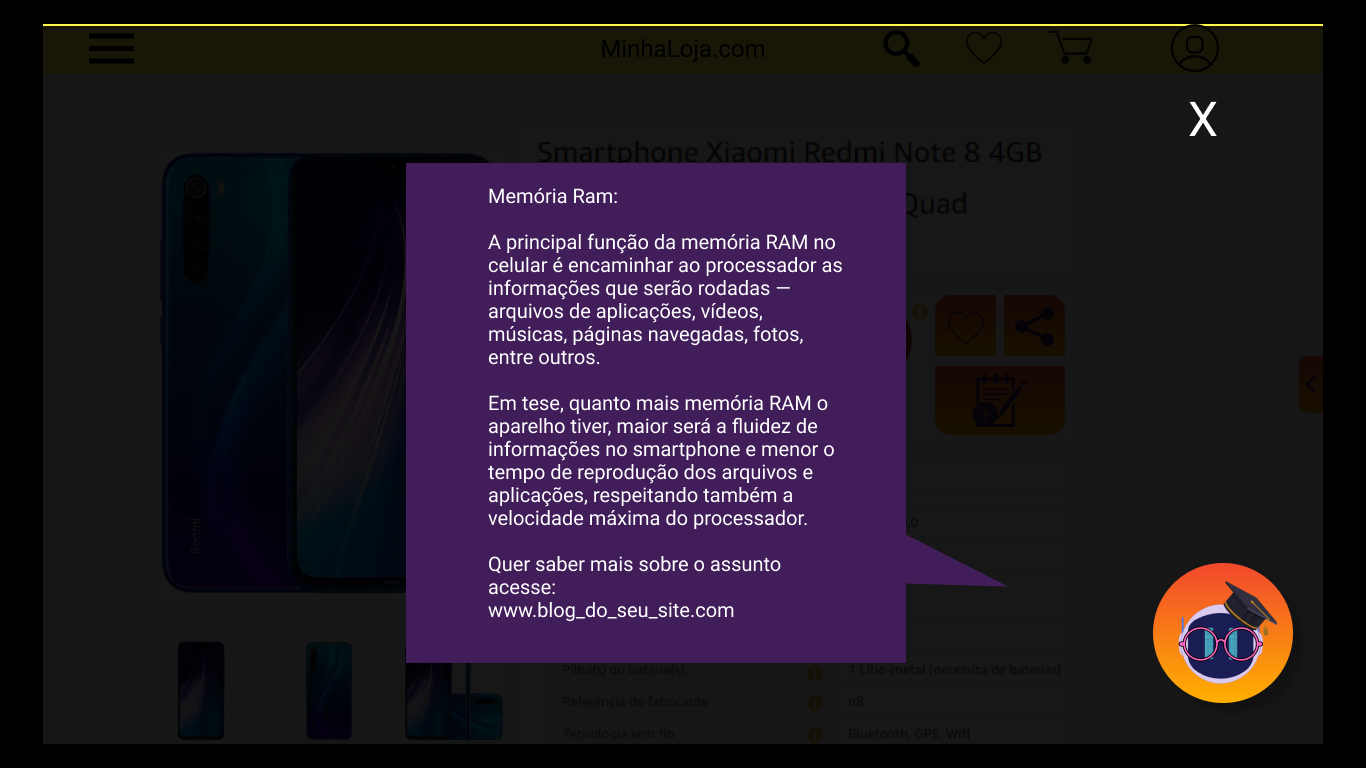 MinhaLoja.com
X
Smartphone Xiaomi Redmi Note 8 4GB
Quad
Memória Ram:
A principal função da memória RAM no
celular é encaminhar ao processador as
informações que serão rodadas —
arquivos de aplicações, vídeos,
músicas, páginas navegadas, fotos,
entre outros.
Em tese, quanto mais memória RAM o
aparelho tiver, maior será a fluidez de
informações no smartphone e menor o
tempo de reprodução dos arquivos e
aplicações, respeitando também a
velocidade máxima do processador.
Quer saber mais sobre o assunto
acesse:
www.blog_do_seu_site.com
Redmi
Pilha(s) ou bateria(s): 1 Lítio-metal (necessita de baterias)
Referência do fabricante n8
Tecnologia sem fio Bluetooth, GPS, Wifi